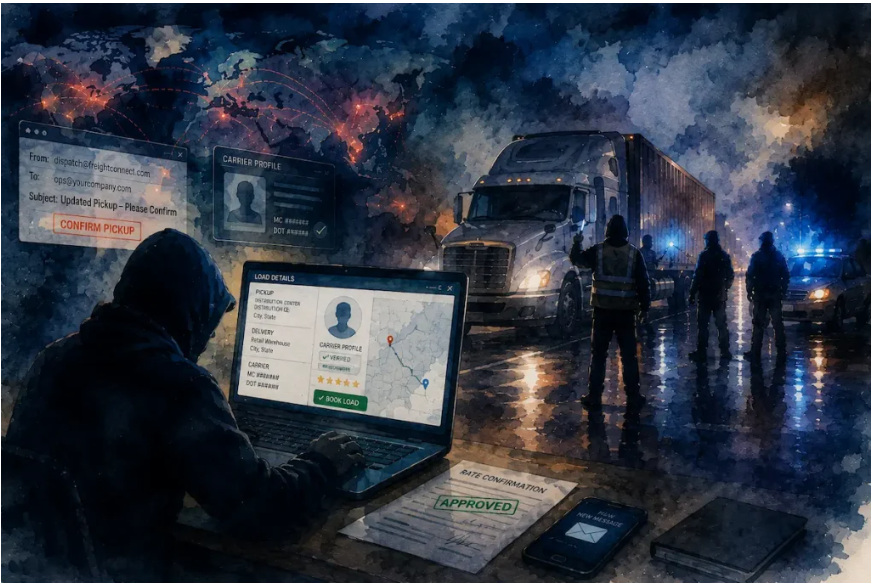 From: dispatch@freightconnect.com
To: ops@yourcompany.com
Subject: Updated Pickup – Please Confirm
CONFIRM PICKUP
CARRIER PROFILE
MC #######
DOT ######
LOAD DETAILS
PICKUP
DISTRIBUTION CENTER
City, State
DELIVERY
Retail Warehouse
City, State
CARRIER
MC #######
DOT ######
CARRIER PROFILE
VERIFIED
BOOK LOAD
RATE CONFIRMATION
APPROVED
NEW MESSAGE